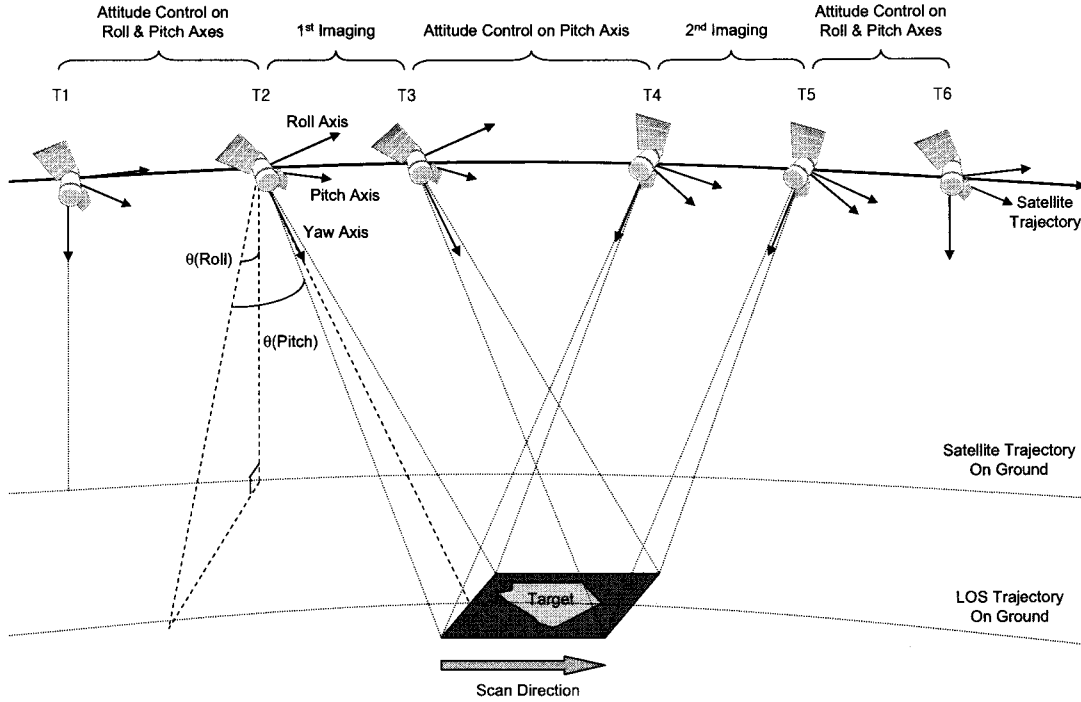 Attitude Control on
Roll & Pitch Axes
1st Imaging
Attitude Control on Pitch Axis
2nd Imaging
Attitude Control on
Roll & Pitch Axes
T1
T2
T3
T4
T5
T6
Roll Axis
Pitch Axis
Yaw Axis
Satellite
Trajectory
θ(Roll)
θ(Pitch)
Satellite Trajectory
On Ground
Target
LOS Trajectory
On Ground
Scan Direction